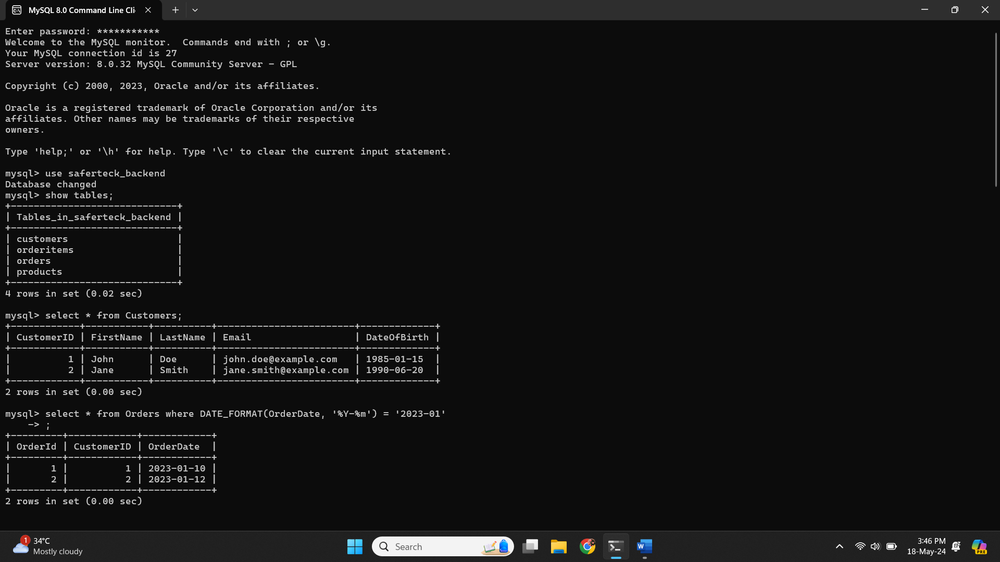 MySQL 8.0 Command Line Cli
Enter password: ***********
Welcome to the MySQL monitor.  Commands end with ; or \g.
Your MySQL connection id is 27
Server version: 8.0.32 MySQL Community Server - GPL

Copyright (c) 2000, 2023, Oracle and/or its affiliates.

Oracle is a registered trademark of Oracle Corporation and/or its
affiliates. Other names may be trademarks of their respective
owners.

Type 'help;' or '\h' for help. Type '\c' to clear the current input statement.

mysql> use saferteck_backend
Database changed
mysql> show tables;
+-----------------------------+
| Tables_in_saferteck_backend |
+-----------------------------+
| customers                   |
| orderitems                  |
| orders                      |
| products                    |
+-----------------------------+
4 rows in set (0.02 sec)

mysql> select * from Customers;
+------------+-----------+----------+------------------------+-------------+
| CustomerID | FirstName | LastName | Email                  | DateOfBirth |
+------------+-----------+----------+------------------------+-------------+
|          1 | John      | Doe      | john.doe@example.com   | 1985-01-15  |
|          2 | Jane      | Smith    | jane.smith@example.com | 1990-06-20  |
+------------+-----------+----------+------------------------+-------------+
2 rows in set (0.00 sec)

mysql> select * from Orders where DATE_FORMAT(OrderDate, '%Y-%m') = '2023-01'
    -> ;
+---------+------------+------------+
| OrderId | CustomerID | OrderDate  |
+---------+------------+------------+
|       1 |          1 | 2023-01-10 |
|       2 |          2 | 2023-01-12 |
+---------+------------+------------+
2 rows in set (0.00 sec)
1
34°C
Mostly cloudy
Search
W
3:46 PM
18-May-24
PRE